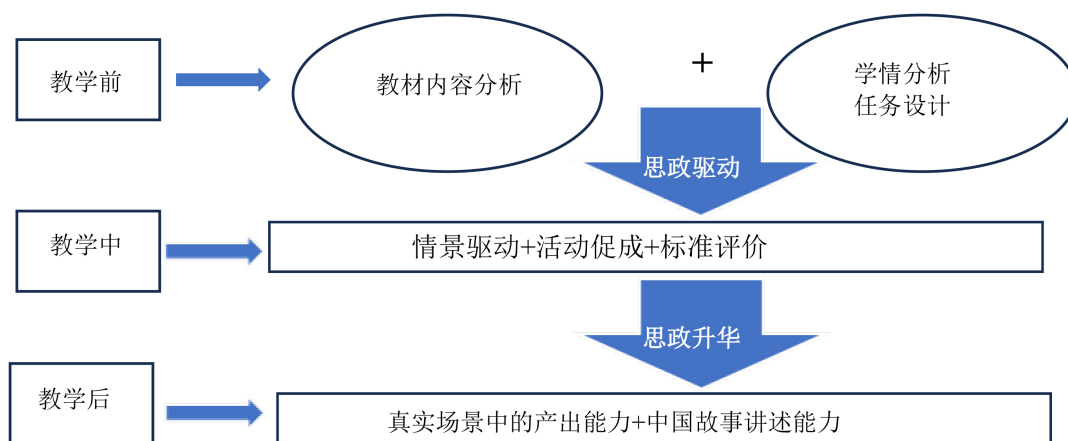 教学前
教材内容分析
+
学情分析
任务设计
思政驱动
教学中
情景驱动+活动促成+标准评价
思政升华
教学后
真实场景中的产出能力+中国故事讲述能力